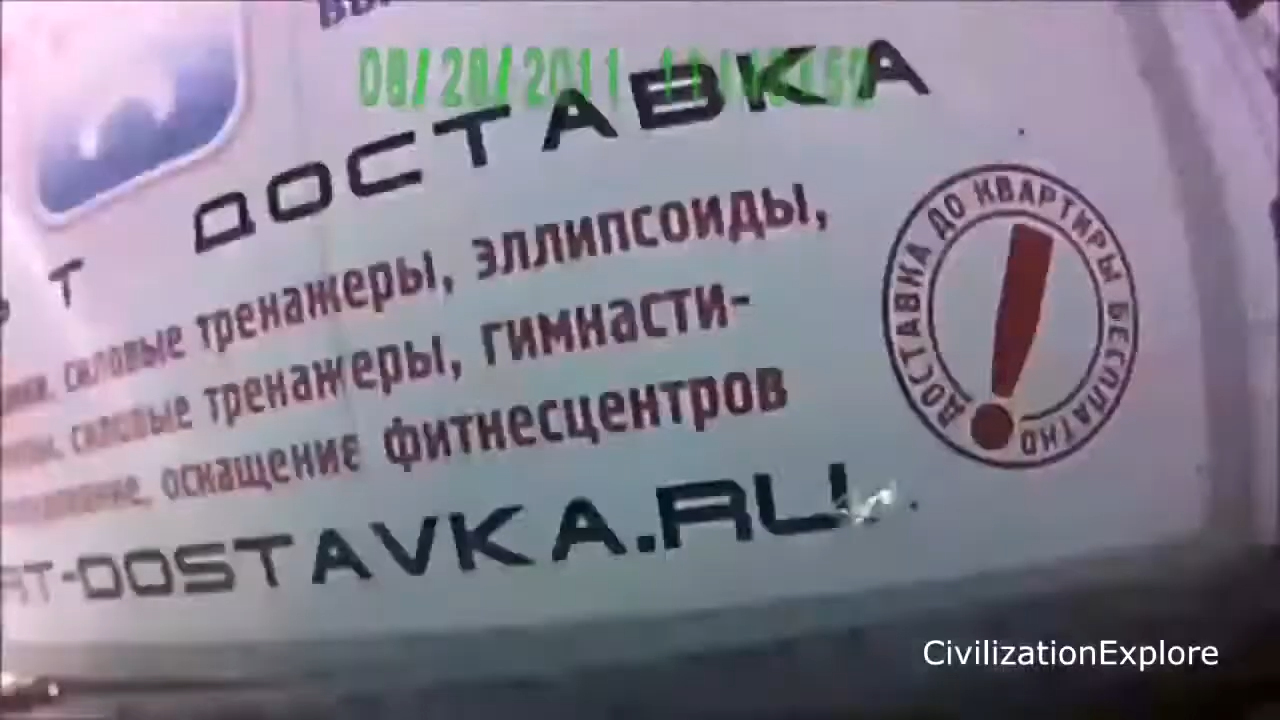 08/28/2011
ДОСТАВКА
силовые тренажеры, эллипсоиды,
силовые тренажеры, гимнасти-
оснащение фитнесцентров
RT-DOSTAVKA.RU
ДОСТАВКА ДО КВАРТИРЫ БЕСПЛАТНО
!
CivilizationExplore